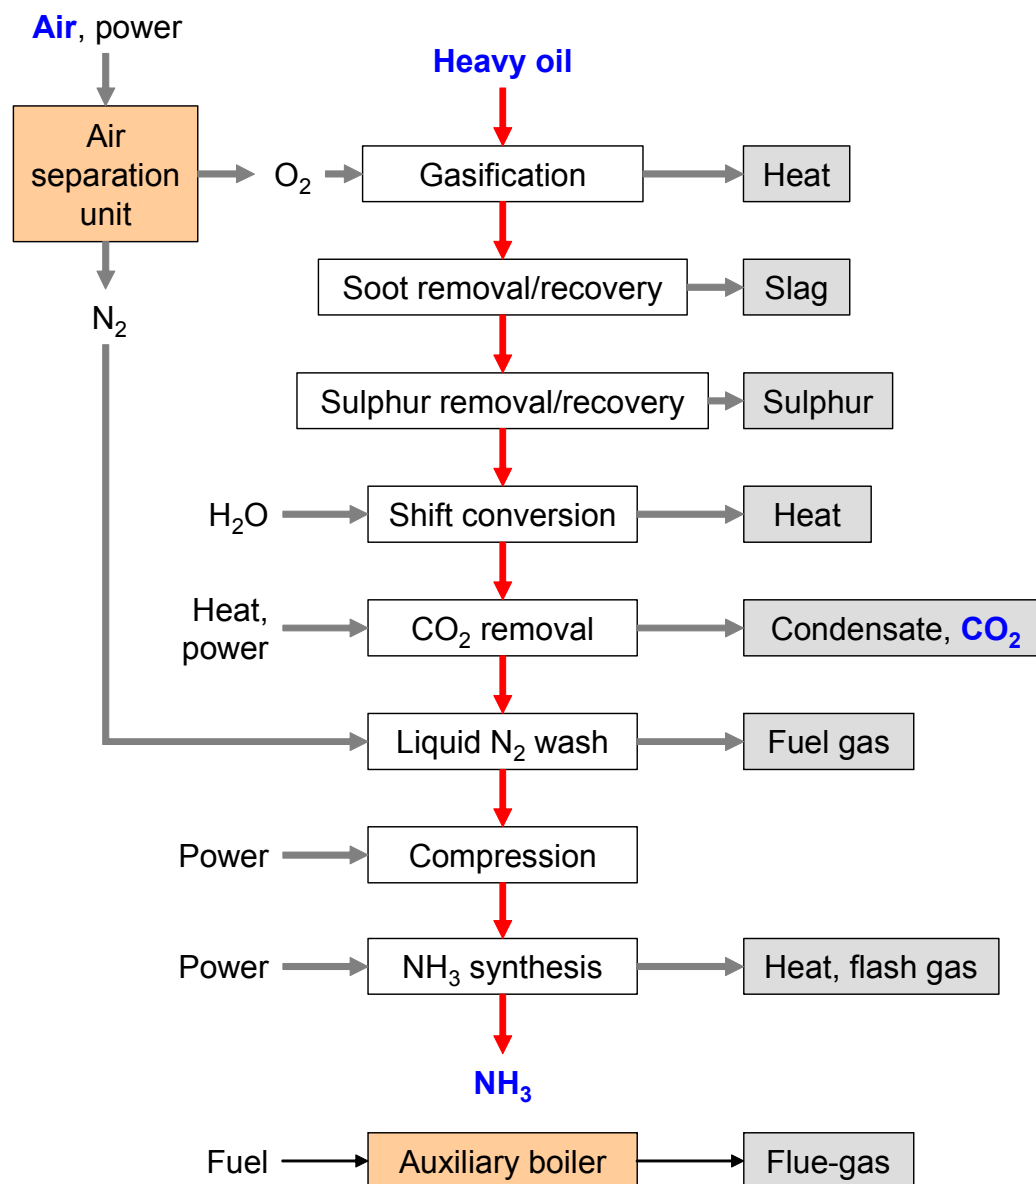 Air, power
Heavy oil
Air
separation
unit
O₂
Gasification
Heat
Soot removal/recovery
Slag
N₂
Sulphur removal/recovery
Sulphur
H₂O
Shift conversion
Heat
Heat,
power
CO₂ removal
Condensate, CO₂
Liquid N₂ wash
Fuel gas
Power
Compression
Power
NH₃ synthesis
Heat, flash gas
NH₃
Fuel
Auxiliary boiler
Flue-gas